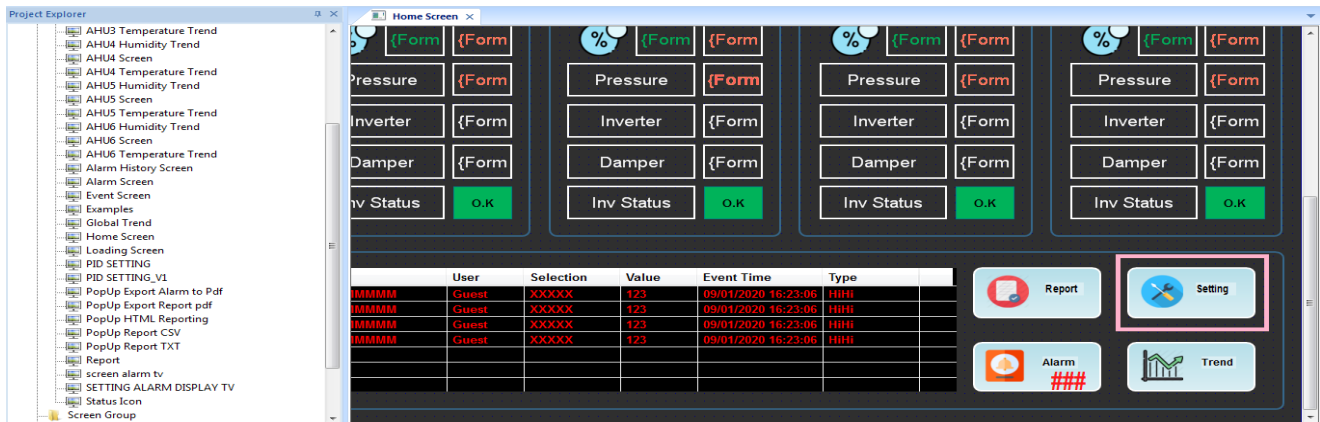 Project Explorer
AHU3 Temperature Trend
AHU4 Humidity Trend
AHU4 Screen
AHU4 Temperature Trend
AHU5 Humidity Trend
AHU5 Screen
AHU5 Temperature Trend
AHU6 Humidity Trend
AHU6 Screen
AHU6 Temperature Trend
Alarm History Screen
Alarm Screen
Event Screen
Examples
Global Trend
Home Screen
Loading Screen
PID SETTING
PID SETTING_V1
PopUp Export Alarm to Pdf
PopUp Export Report pdf
PopUp HTML Reporting
PopUp Report CSV
PopUp Report TXT
Report
screen alarm tv
SETTING ALARM DISPLAY TV
Status Icon
Screen Group
Home Screen
{Form {Form % {Form {Form % {Form {Form % {Form {Form
Pressure {Form Pressure {Form Pressure {Form Pressure {Form
Inverter {Form Inverter {Form Inverter {Form Inverter {Form
Damper {Form Damper {Form Damper {Form Damper {Form
nv Status O.K Inv Status O.K Inv Status O.K Inv Status O.K
User Selection Value Event Time Type
IMMMMM Guest XXXXX 123 09/01/2020 16:23:06 HiHi
IMMMMM Guest XXXXX 123 09/01/2020 16:23:06 HiHi
IMMMMM Guest XXXXX 123 09/01/2020 16:23:06 HiHi
IMMMMM Guest XXXXX 123 09/01/2020 16:23:06 HiHi
Report
Setting
Alarm
###
Trend